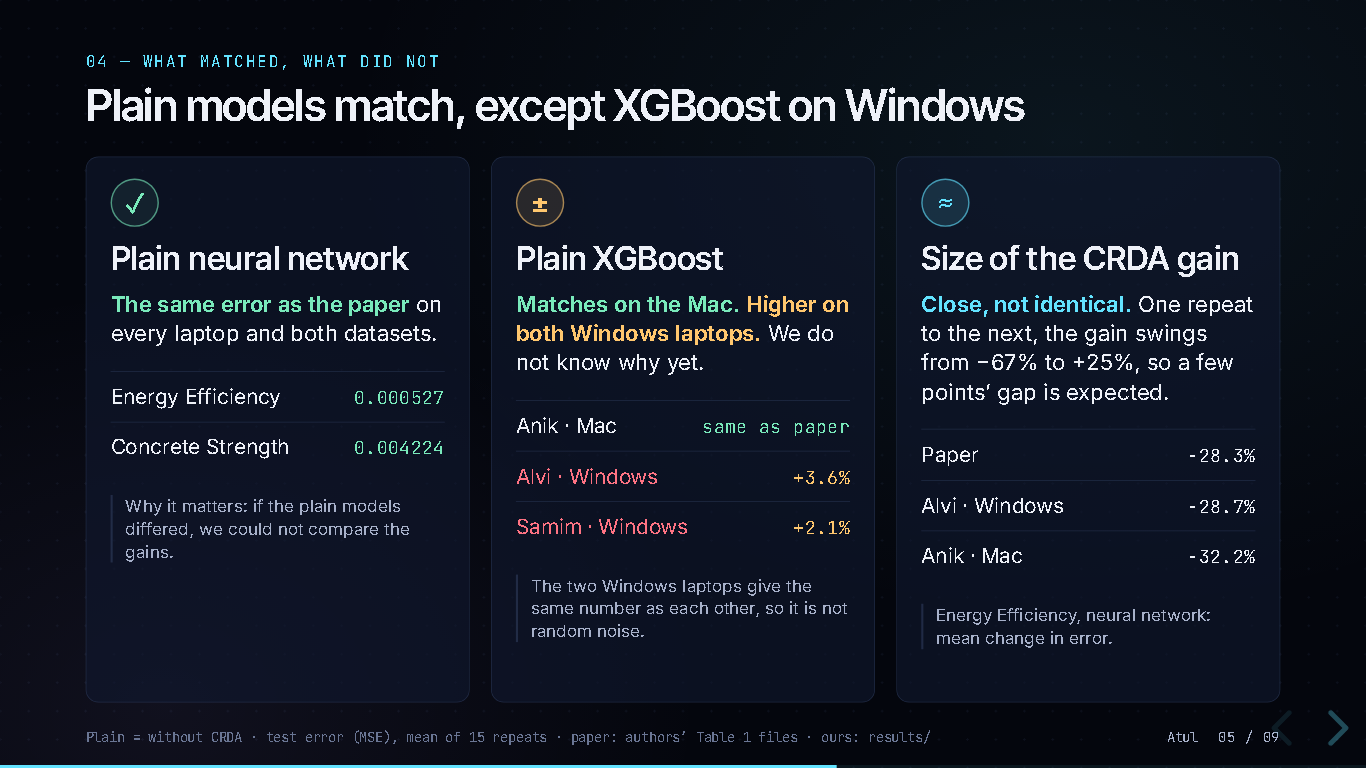 04 — WHAT MATCHED, WHAT DID NOT
Plain models match, except XGBoost on Windows
✓
Plain neural network
The same error as the paper on
every laptop and both datasets.
Energy Efficiency 0.000527
Concrete Strength 0.004224
Why it matters: if the plain models
differed, we could not compare the
gains.
±
Plain XGBoost
Matches on the Mac. Higher on
both Windows laptops. We do
not know why yet.
Anik · Mac same as paper
Alvi · Windows +3.6%
Samim · Windows +2.1%
The two Windows laptops give the
same number as each other, so it is not
random noise.
≈
Size of the CRDA gain
Close, not identical. One repeat
to the next, the gain swings
from −67% to +25%, so a few
points’ gap is expected.
Paper -28.3%
Alvi · Windows -28.7%
Anik · Mac -32.2%
Energy Efficiency, neural network:
mean change in error.
Plain = without CRDA · test error (MSE), mean of 15 repeats · paper: authors’ Table 1 files · ours: results/
Atul 05 / 09